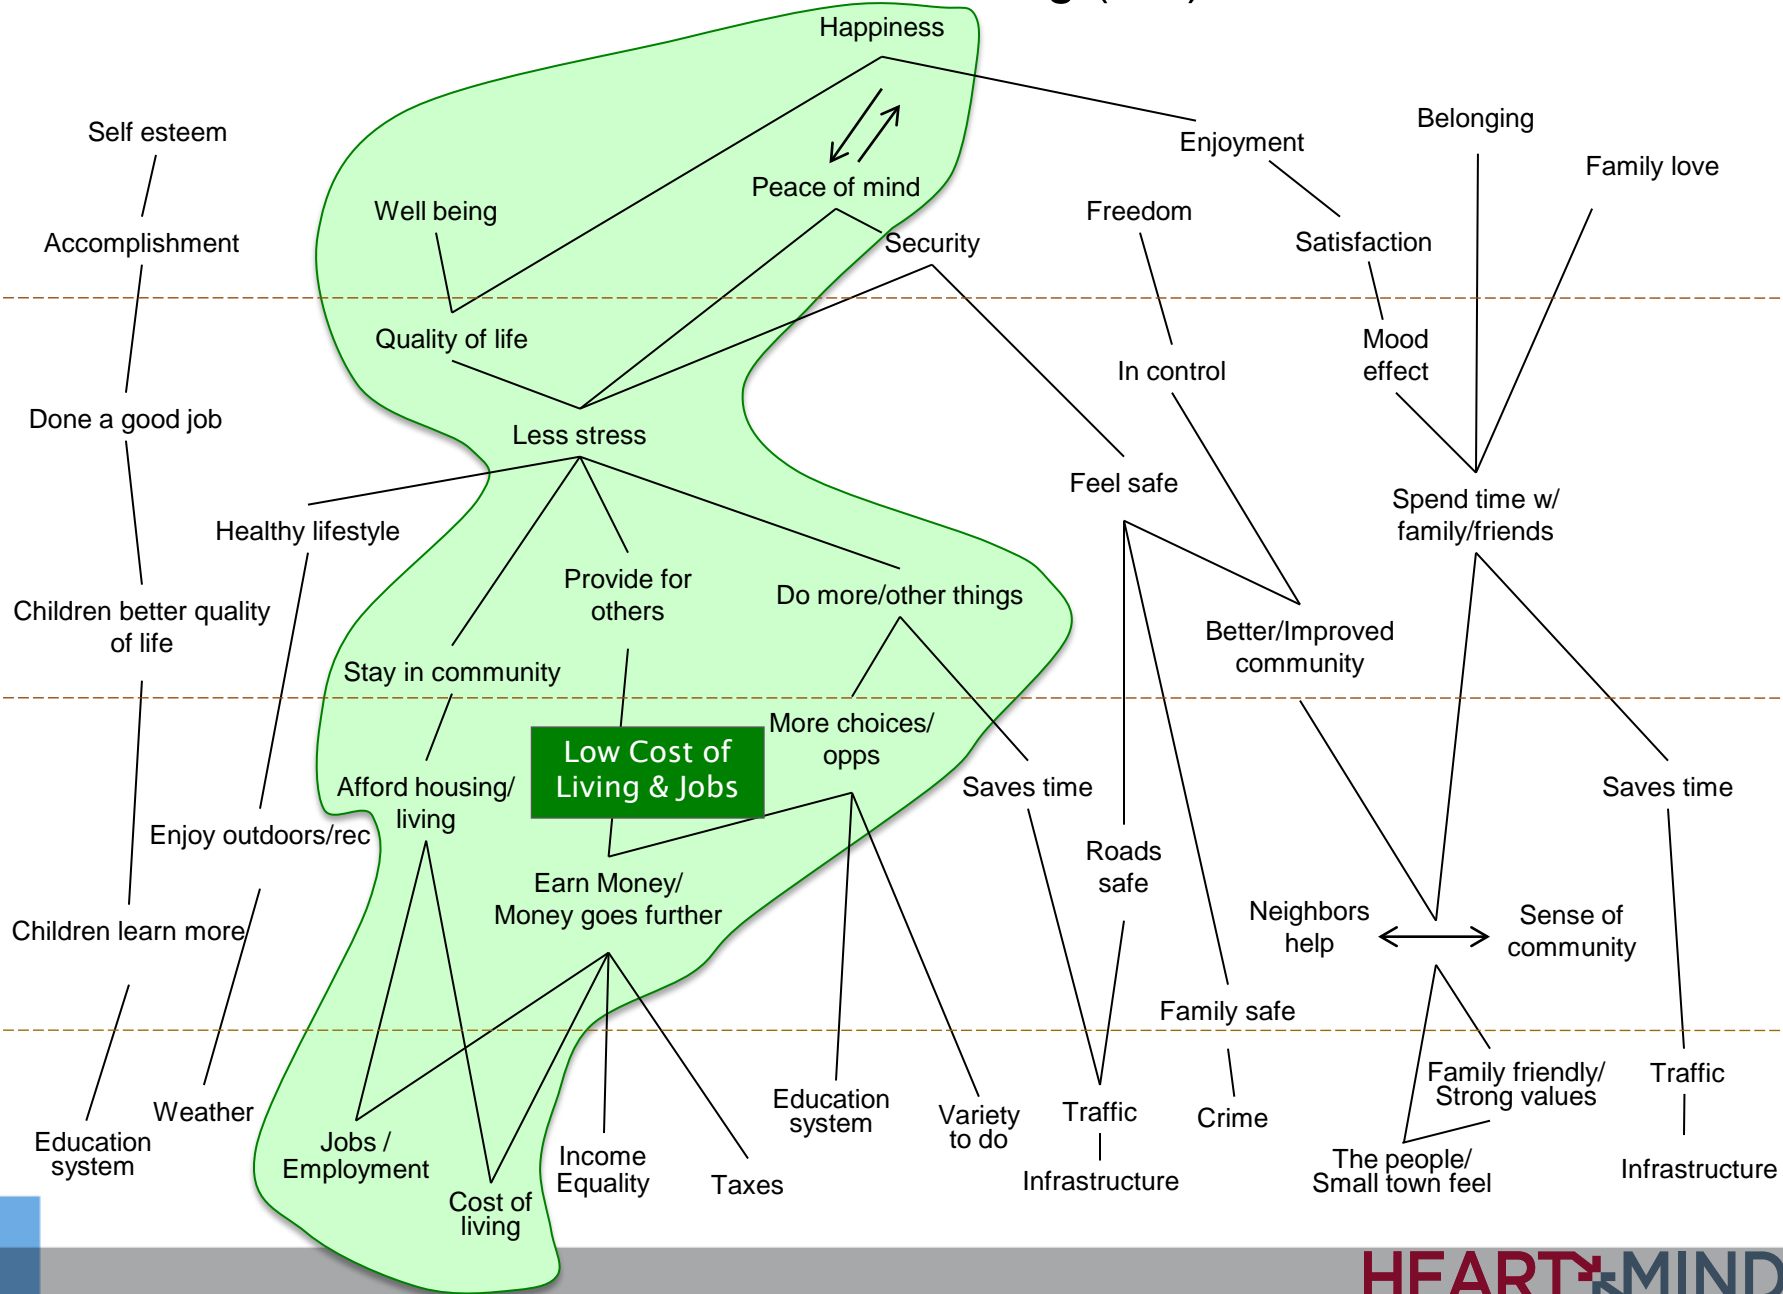 Happiness
Self esteem
Belonging
Enjoyment
Family love
Peace of mind
Well being
Freedom
Accomplishment
Security
Satisfaction
Quality of life
Mood
effect
In control
Done a good job
Less stress
Feel safe
Spend time w/
family/friends
Healthy lifestyle
Provide for
others
Do more/other things
Children better quality
of life
Better/Improved
community
Stay in community
More choices/
opps
Low Cost of
Living & Jobs
Afford housing/
living
Saves time
Saves time
Enjoy outdoors/rec
Roads
safe
Earn Money/
Money goes further
Children learn more
Neighbors
help
Sense of
community
Family safe
Family friendly/
Strong values
Traffic
Education
system
Variety
to do
Traffic
Crime
Weather
Education
system
Jobs /
Employment
Income
Equality
Taxes
Infrastructure
The people/
Small town feel
Infrastructure
Cost of
living
HEART MIND